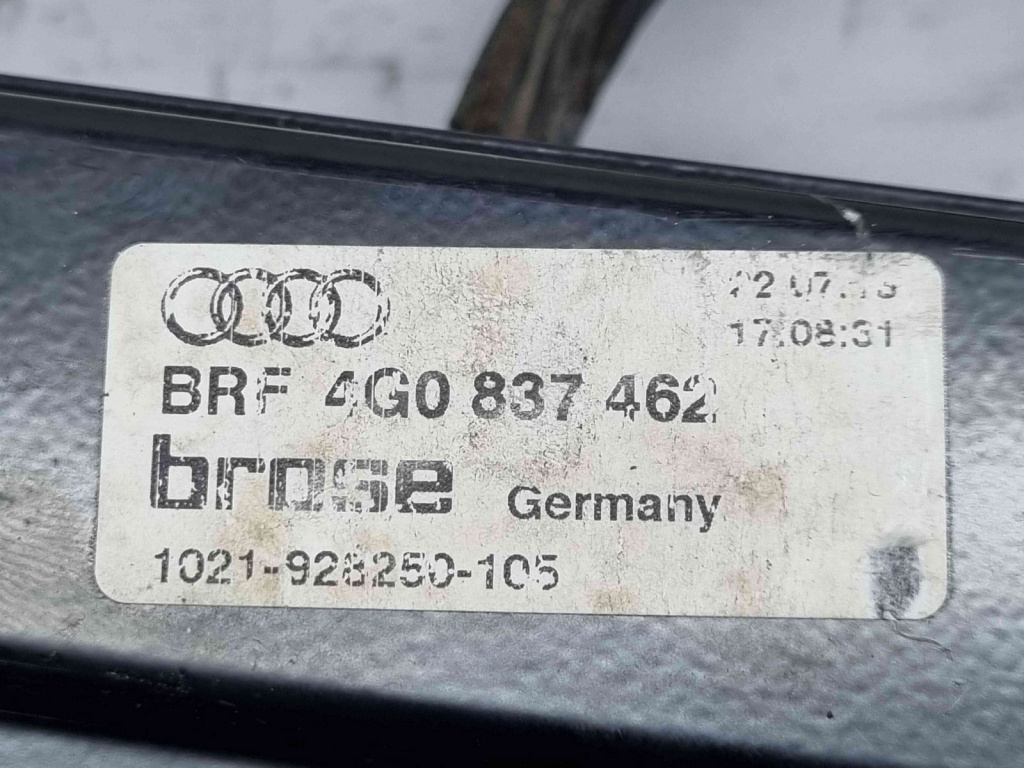 17:08:31
BRF 4G0 837 462
brose Germany
1021-928250-105